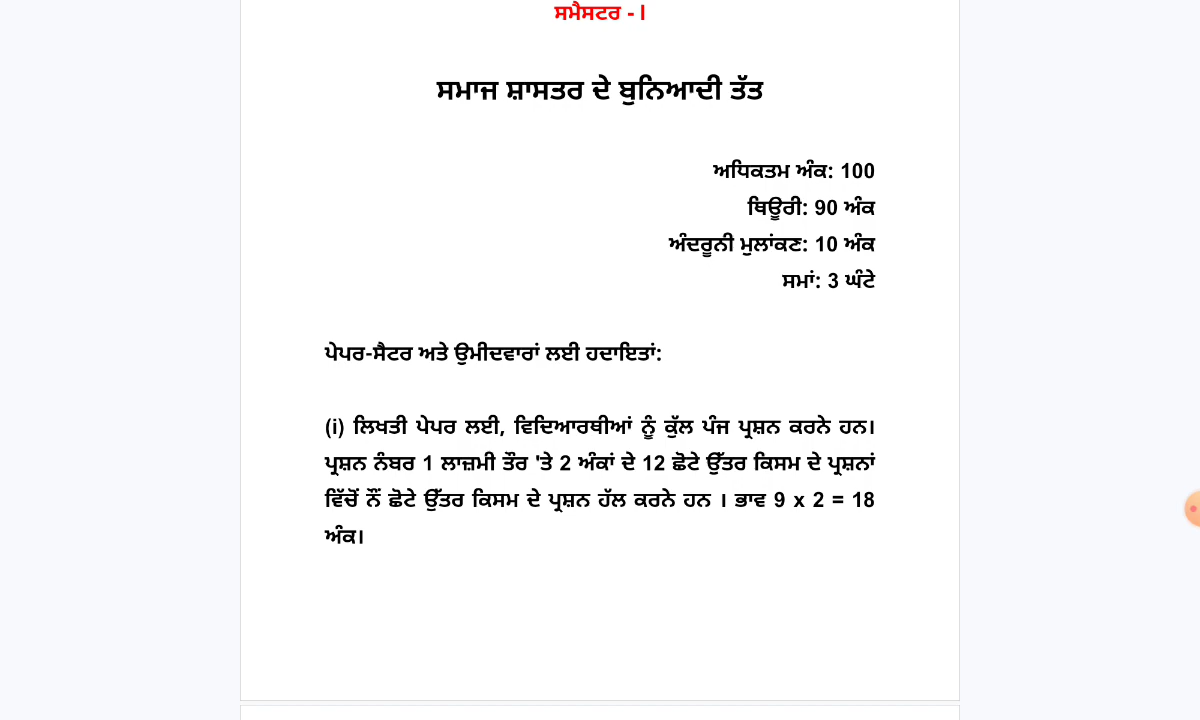 ਸਮੈਸਟਰ - I
ਸਮਾਜ ਸ਼ਾਸਤਰ ਦੇ ਬੁਨਿਆਦੀ ਤੱਤ
ਅਧਿਕਤਮ ਅੰਕ: 100
ਥਿਊਰੀ: 90 ਅੰਕ
ਅੰਦਰੂਨੀ ਮੁਲਾਂਕਣ: 10 ਅੰਕ
ਸਮਾਂ: 3 ਘੰਟੇ
ਪੇਪਰ-ਸੈਟਰ ਅਤੇ ਉਮੀਦਵਾਰਾਂ ਲਈ ਹਦਾਇਤਾਂ:
(i) ਲਿਖਤੀ ਪੇਪਰ ਲਈ, ਵਿਦਿਆਰਥੀਆਂ ਨੂੰ ਕੁੱਲ ਪੰਜ ਪ੍ਰਸ਼ਨ ਕਰਨੇ ਹਨ।
ਪ੍ਰਸ਼ਨ ਨੰਬਰ 1 ਲਾਜ਼ਮੀ ਤੌਰ 'ਤੇ 2 ਅੰਕਾਂ ਦੇ 12 ਛੋਟੇ ਉੱਤਰ ਕਿਸਮ ਦੇ ਪ੍ਰਸ਼ਨਾਂ
ਵਿੱਚੋਂ ਨੌਂ ਛੋਟੇ ਉੱਤਰ ਕਿਸਮ ਦੇ ਪ੍ਰਸ਼ਨ ਹੱਲ ਕਰਨੇ ਹਨ । ਭਾਵ 9 x 2 = 18
ਅੰਕ।